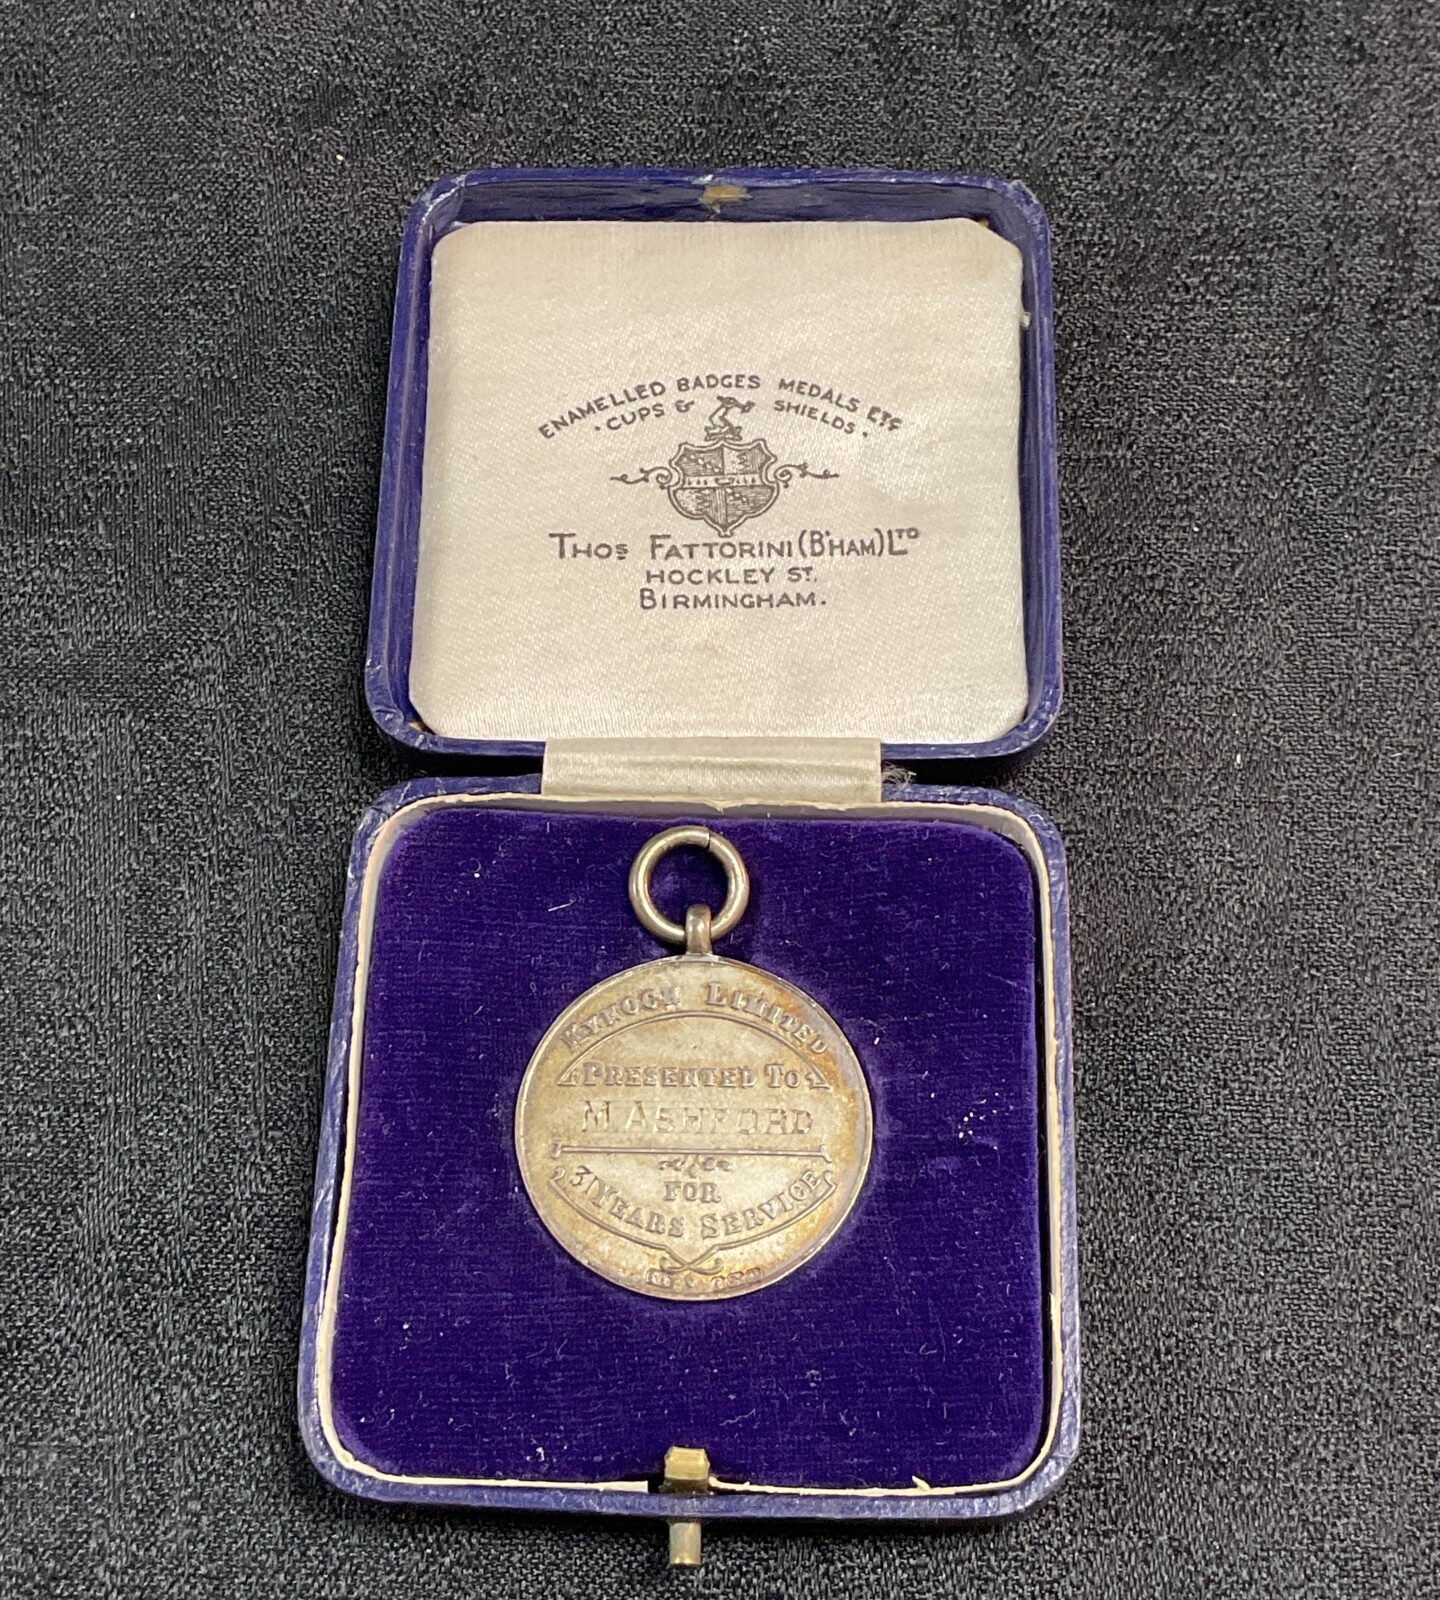 ENAMELLED BADGES MEDALS ETC
· CUPS & SHIELDS ·
THOS FATTORINI (B'HAM) LTD
HOCKLEY ST.
BIRMINGHAM.
KYNOCH LIMITED
PRESENTED TO
M. ASHFORD
FOR
31 YEARS SERVICE